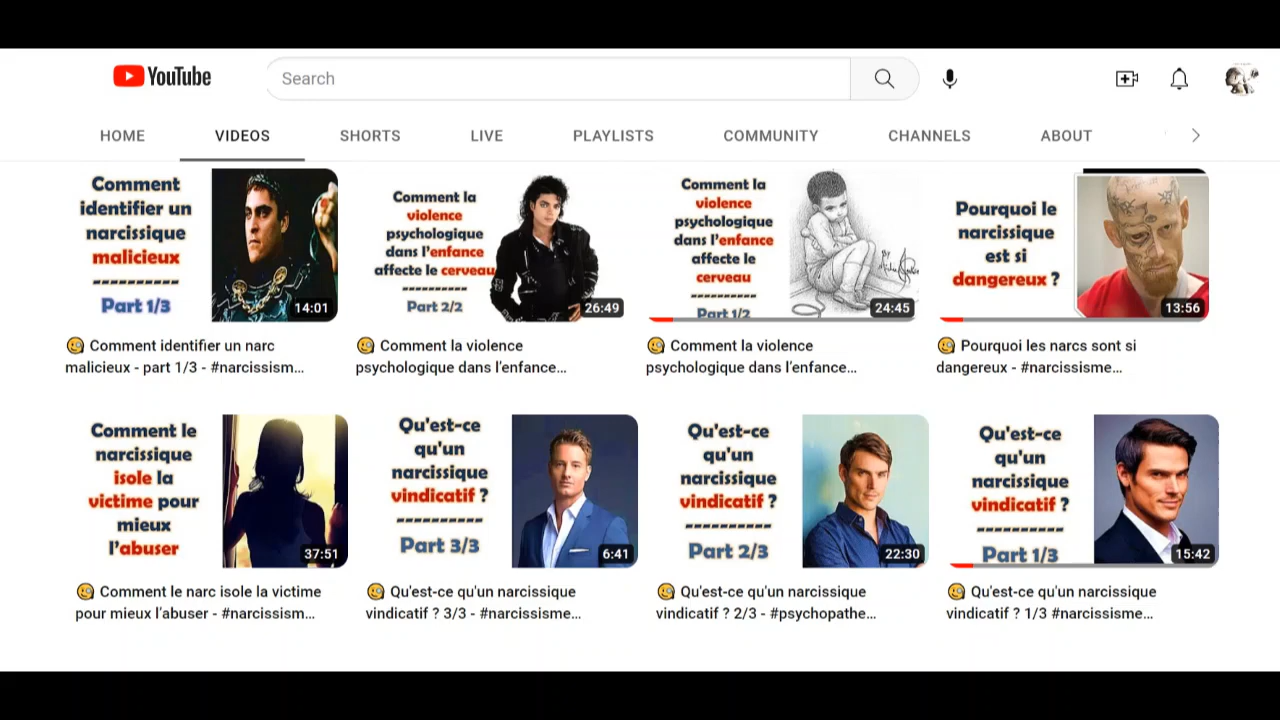 YouTube
Search
HOME VIDEOS SHORTS LIVE PLAYLISTS COMMUNITY CHANNELS ABOUT
Comment
identifier un
narcissique
malicieux
----------
Part 1/3
14:01
🧐 Comment identifier un narc
malicieux - part 1/3 - #narcissism...
Comment la
violence
psychologique
dans l'enfance
affecte le cerveau
----------
Part 2/2
26:49
🧐 Comment la violence
psychologique dans l'enfance...
Comment la
violence
psychologique
dans l'enfance
affecte le
cerveau
----------
Part 1/2
24:45
🧐 Comment la violence
psychologique dans l'enfance...
Pourquoi le
narcissique
est si
dangereux ?
13:56
🧐 Pourquoi les narcs sont si
dangereux - #narcissisme...
Comment le
narcissique
isole la
victime pour
mieux
l'abuser
37:51
🧐 Comment le narc isole la victime
pour mieux l'abuser - #narcissism...
Qu'est-ce
qu'un
narcissique
vindicatif ?
----------
Part 3/3
6:41
🧐 Qu'est-ce qu'un narcissique
vindicatif ? 3/3 - #narcissisme...
Qu'est-ce
qu'un
narcissique
vindicatif ?
----------
Part 2/3
22:30
🧐 Qu'est-ce qu'un narcissique
vindicatif ? 2/3 - #psychopathe...
Qu'est-ce
qu'un
narcissique
vindicatif ?
----------
Part 1/3
15:42
🧐 Qu'est-ce qu'un narcissique
vindicatif ? 1/3 #narcissisme...